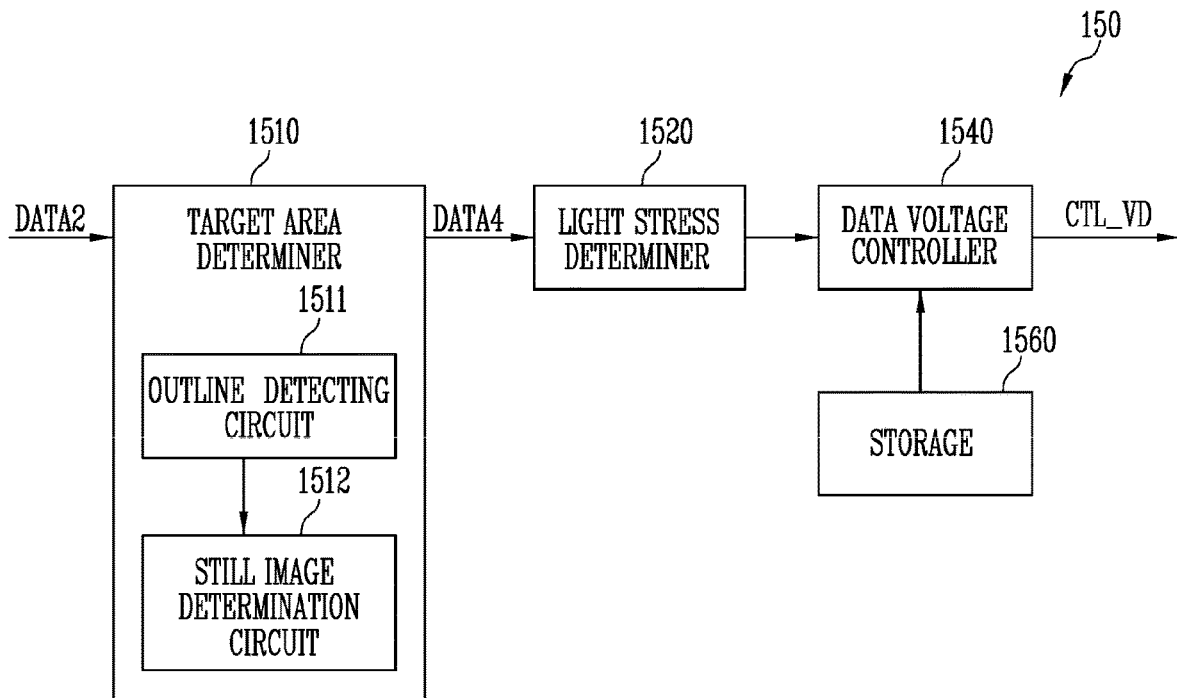 150
1510
1520
1540
DATA2
TARGET AREA
DETERMINER
DATA4
LIGHT STRESS
DETERMINER
DATA VOLTAGE
CONTROLLER
CTL_VD
1511
OUTLINE DETECTING
CIRCUIT
1560
STORAGE
1512
STILL IMAGE
DETERMINATION
CIRCUIT